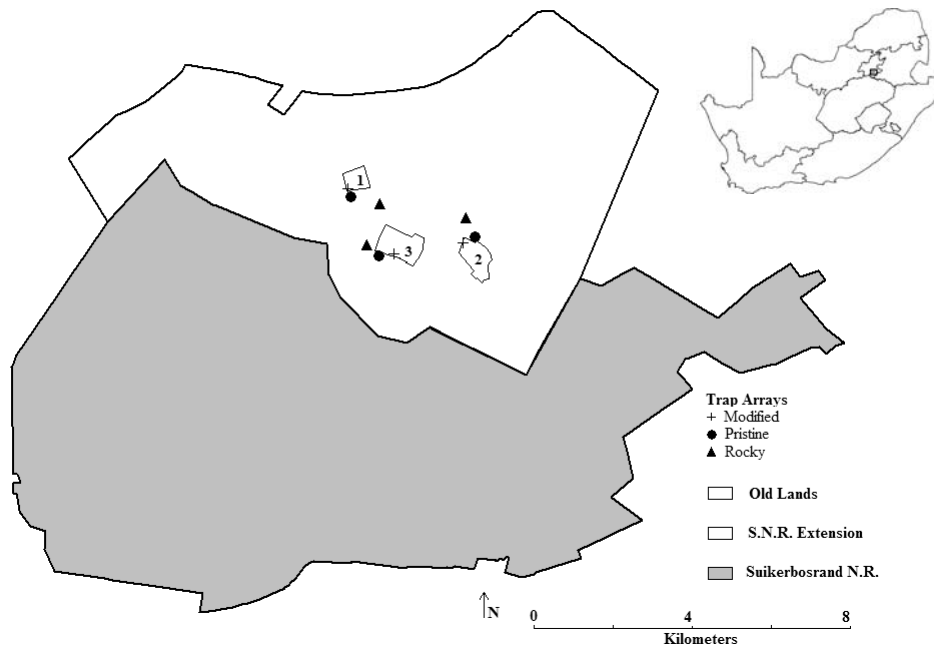 1
3
2
Trap Arrays
Modified
Pristine
Rocky
Old Lands
S.N.R. Extension
Suikerbosrand N.R.
N
0 4 8
Kilometers